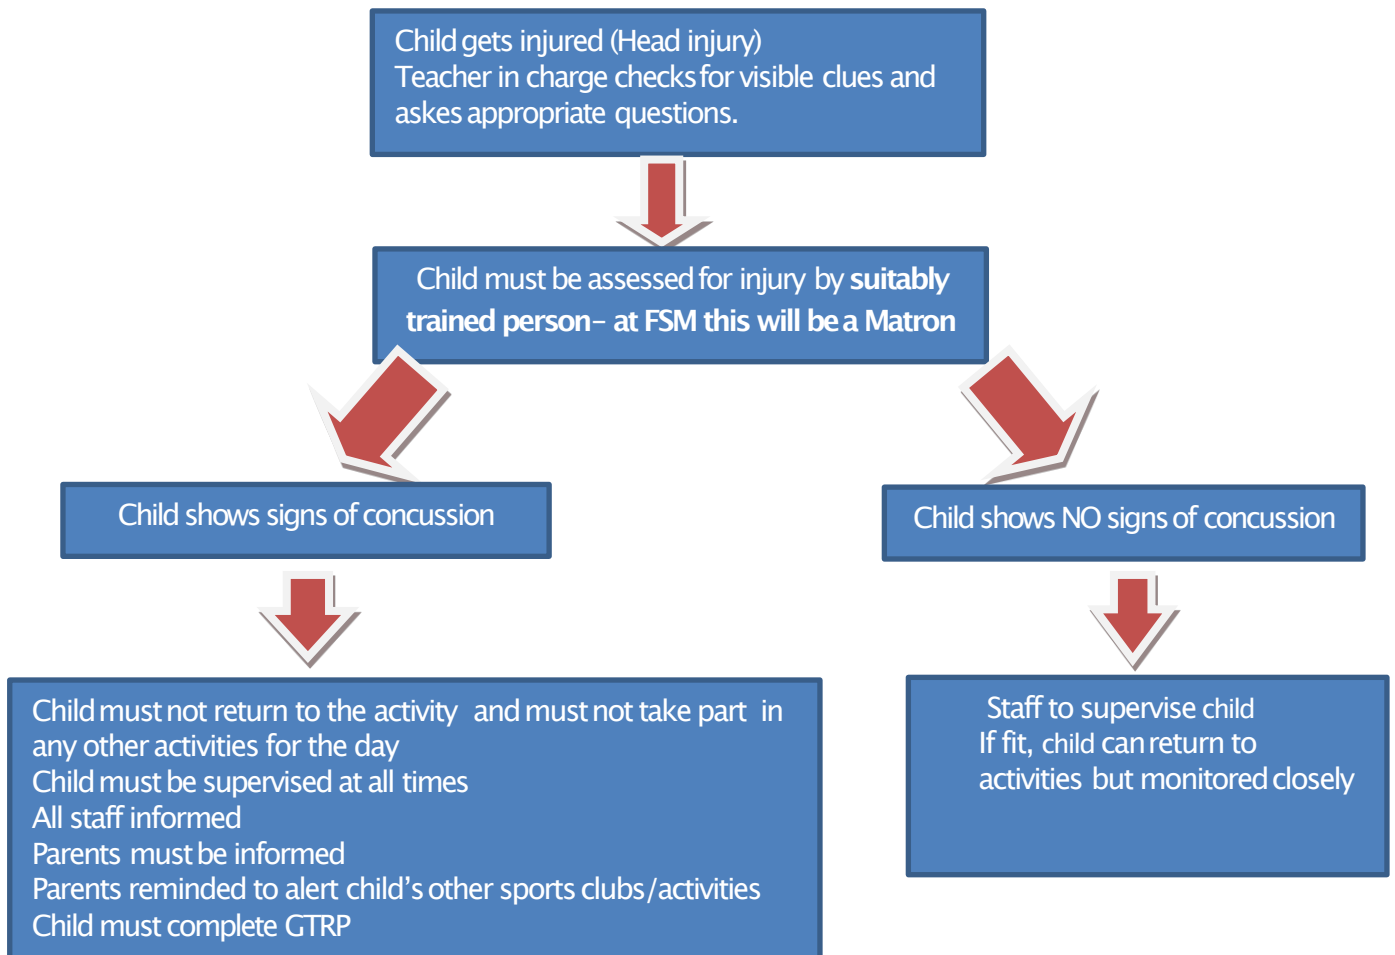 Child gets injured (Head injury)
Teacher in charge checks for visible clues and
askes appropriate questions.
Child must be assessed for injury by suitably
trained person– at FSM this will be a Matron
Child shows signs of concussion
Child shows NO signs of concussion
Child must not return to the activity and must not take part in
any other activities for the day
Child must be supervised at all times
All staff informed
Parents must be informed
Parents reminded to alert child’s other sports clubs/activities
Child must complete GTRP
Staff to supervise child
If fit, child can return to
activities but monitored closely